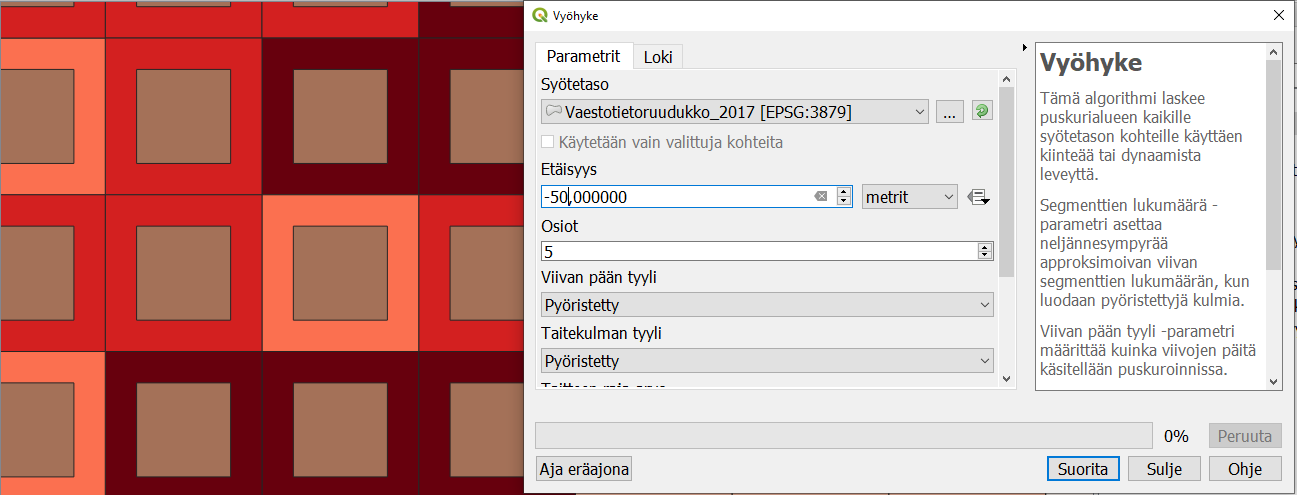 Vyöhyke
Parametrit
Loki
Syötetaso
Vaestotietoruudukko_2017 [EPSG:3879]
...
Käytetään vain valittuja kohteita
Etäisyys
-50,000000
metrit
Osiot
5
Viivan pään tyyli
Pyöristetty
Taitekulman tyyli
Pyöristetty
Vyöhyke
Tämä algorithmi laskee
puskurialueen kaikille
syötetason kohteille käyttäen
kiinteää tai dynaamista
leveyttä.
Segmenttien lukumäärä -
parametri asettaa
neljännesympyrää
approksimoivan viivan
segmenttien lukumäärän, kun
luodaan pyöristettyjä kulmia.
Viivan pään tyyli -parametri
määrittää kuinka viivojen päitä
käsitellään puskuroinnissa.
0%
Peruuta
Aja eräajona
Suorita
Sulje
Ohje